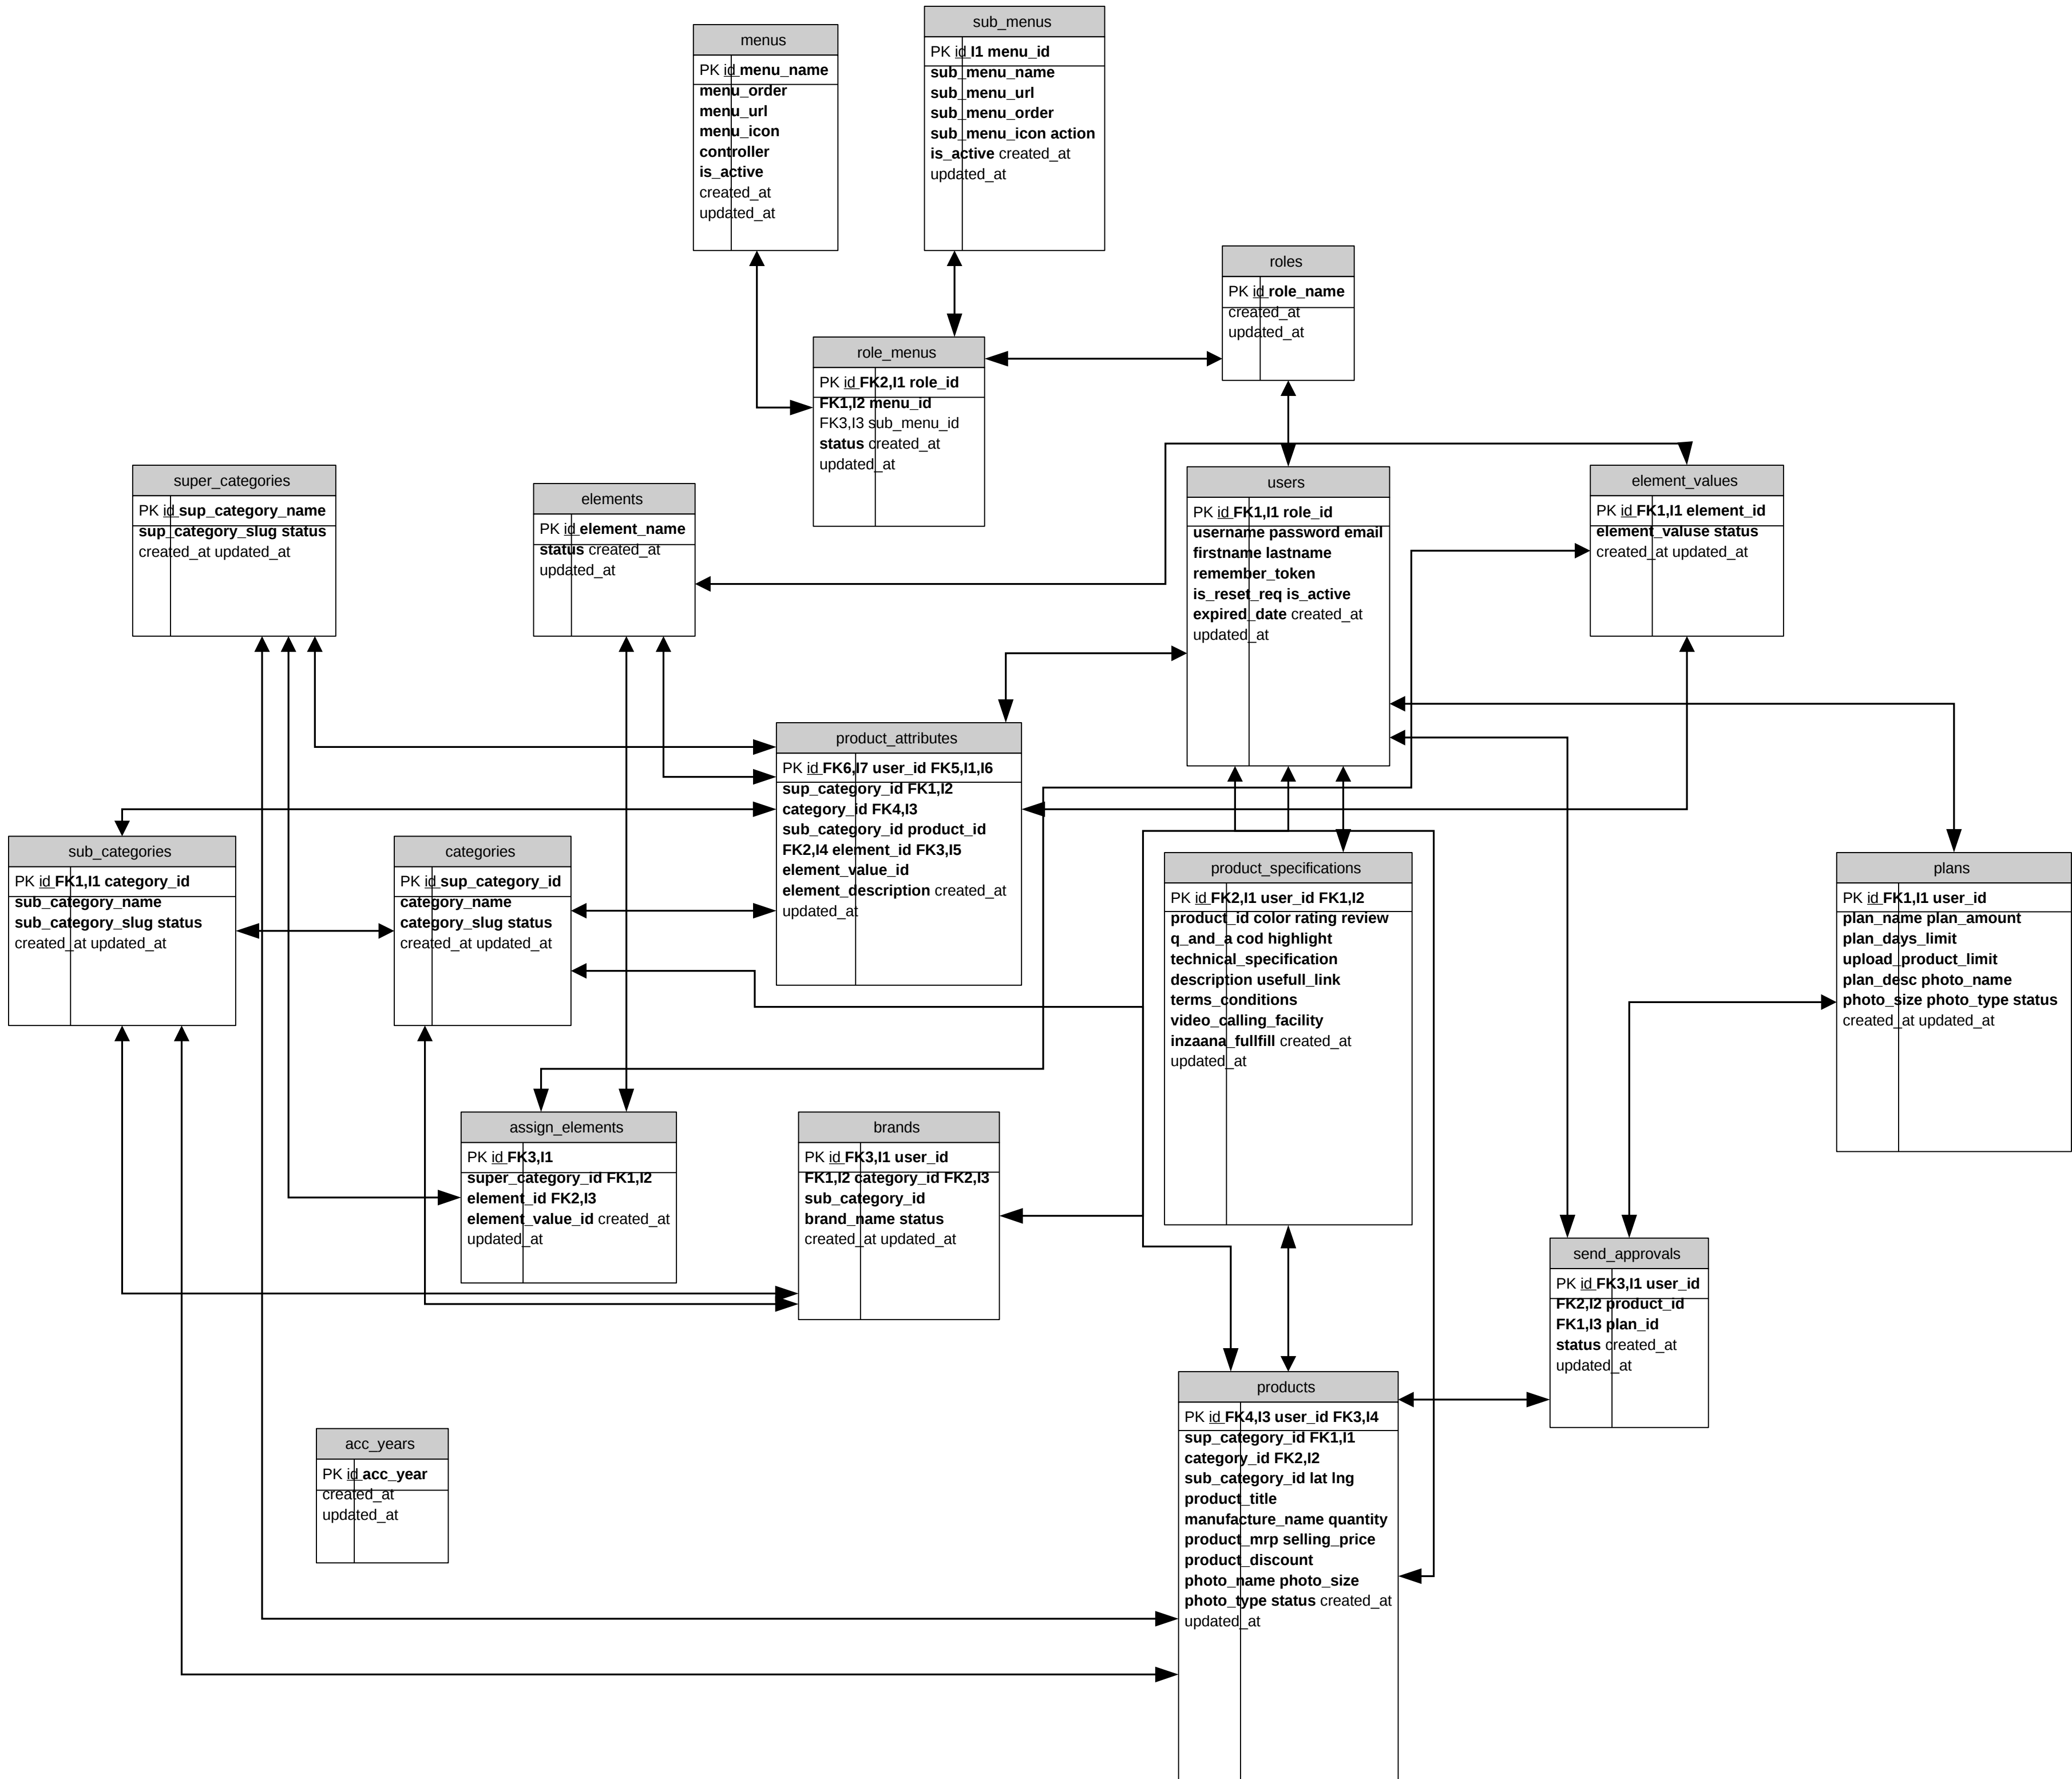 menus
PK id menu_name
menu_order
menu_url
menu_icon
controller
is_active
created_at
updated_at
sub_menus
PK id I1 menu_id
sub_menu_name
sub_menu_url
sub_menu_order
sub_menu_icon action
is_active created_at
updated_at
roles
PK id role_name
created_at
updated_at
role_menus
PK id FK2,I1 role_id
FK1,I2 menu_id
FK3,I3 sub_menu_id
status created_at
updated_at
super_categories
PK id sup_category_name
sup_category_slug status
created_at updated_at
elements
PK id element_name
status created_at
updated_at
users
PK id FK1,I1 role_id
username password email
firstname lastname
remember_token
is_reset_req is_active
expired_date created_at
updated_at
element_values
PK id FK1,I1 element_id
element_valuse status
created_at updated_at
product_attributes
PK id FK6,I7 user_id FK5,I1,I6
sup_category_id FK1,I2
category_id FK4,I3
sub_category_id product_id
FK2,I4 element_id FK3,I5
element_value_id
element_description created_at
updated_at
sub_categories
PK id FK1,I1 category_id
sub_category_name
sub_category_slug status
created_at updated_at
categories
PK id sup_category_id
category_name
category_slug status
created_at updated_at
product_specifications
PK id FK2,I1 user_id FK1,I2
product_id color rating review
q_and_a cod highlight
technical_specification
description usefull_link
terms_conditions
video_calling_facility
inzaana_fullfill created_at
updated_at
plans
PK id FK1,I1 user_id
plan_name plan_amount
plan_days_limit
upload_product_limit
plan_desc photo_name
photo_size photo_type status
created_at updated_at
assign_elements
PK id FK3,I1
super_category_id FK1,I2
element_id FK2,I3
element_value_id created_at
updated_at
brands
PK id FK3,I1 user_id
FK1,I2 category_id FK2,I3
sub_category_id
brand_name status
created_at updated_at
send_approvals
PK id FK3,I1 user_id
FK2,I2 product_id
FK1,I3 plan_id
status created_at
updated_at
products
PK id FK4,I3 user_id FK3,I4
sup_category_id FK1,I1
category_id FK2,I2
sub_category_id lat lng
product_title
manufacture_name quantity
product_mrp selling_price
product_discount
photo_name photo_size
photo_type status created_at
updated_at
acc_years
PK id acc_year
created_at
updated_at